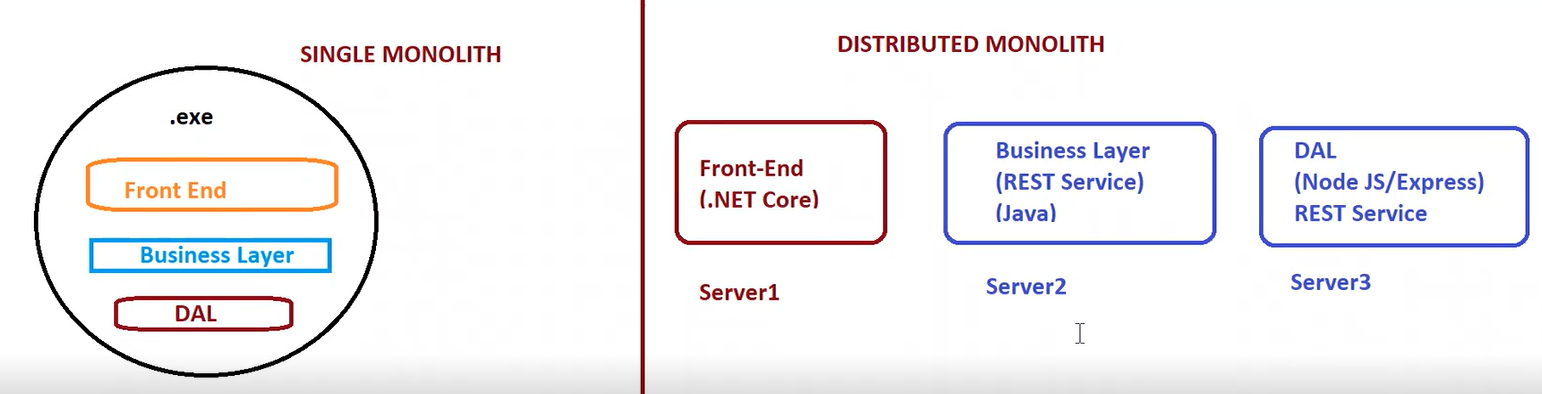 SINGLE MONOLITH
.exe
Front End
Business Layer
DAL
DISTRIBUTED MONOLITH
Front-End
(.NET Core)
Server1
Business Layer
(REST Service)
(Java)
Server2
DAL
(Node JS/Express)
REST Service
Server3